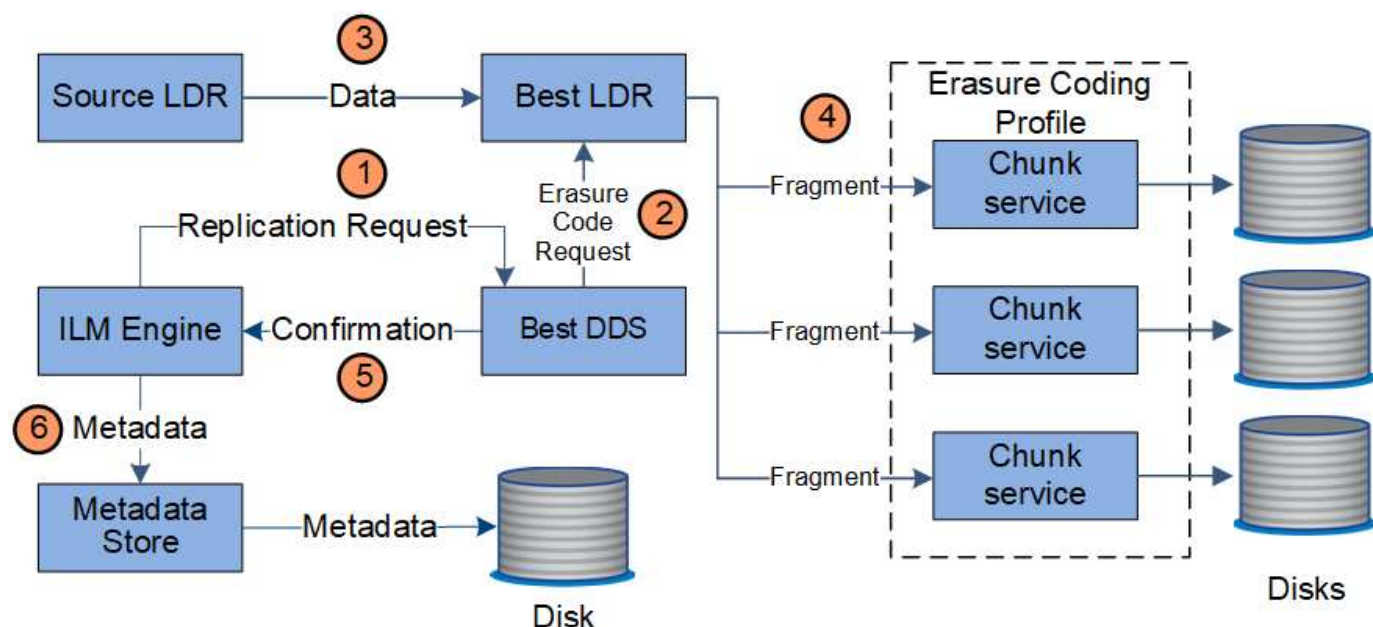 3
Source LDR
Data
Best LDR
4
Erasure Coding
Profile
Fragment
Chunk
service
1
Replication Request
Erasure
Code
Request
2
ILM Engine
Confirmation
5
Best DDS
Fragment
Chunk
service
6
Metadata
Metadata
Store
Metadata
Disk
Fragment
Chunk
service
Disks